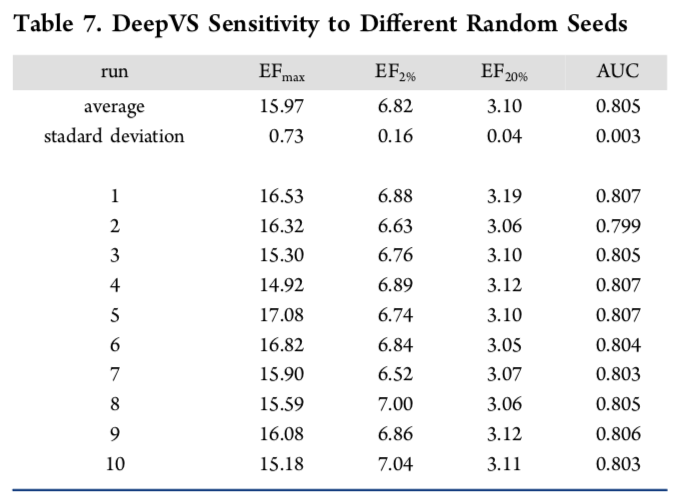 Table 7. DeepVS Sensitivity to Different Random Seeds
run EFmax EF2% EF20% AUC
average 15.97 6.82 3.10 0.805
stadard deviation 0.73 0.16 0.04 0.003
1 16.53 6.88 3.19 0.807
2 16.32 6.63 3.06 0.799
3 15.30 6.76 3.10 0.805
4 14.92 6.89 3.12 0.807
5 17.08 6.74 3.10 0.807
6 16.82 6.84 3.05 0.804
7 15.90 6.52 3.07 0.803
8 15.59 7.00 3.06 0.805
9 16.08 6.86 3.12 0.806
10 15.18 7.04 3.11 0.803